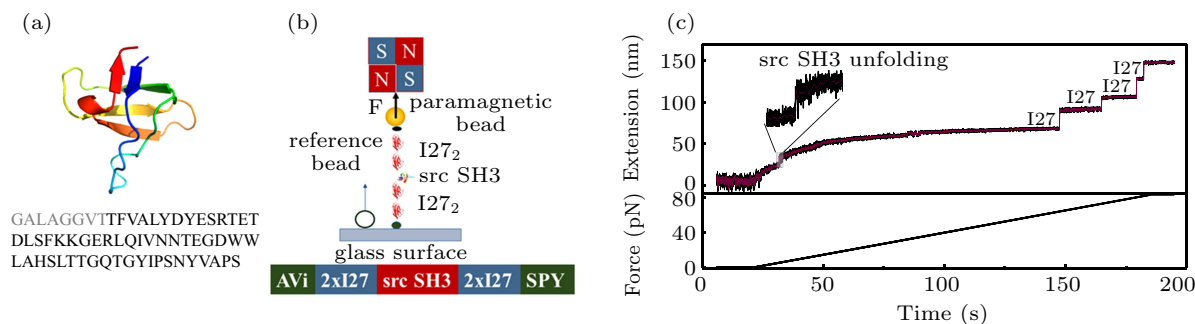 (a)
GALAGGVTTFVALYDYESRTET
DLSFKKGERLQIVNNTEGDWW
LAHSLTTGQTGYIPSNYVAPS
(b)
S N
N S
F
paramagnetic
bead
reference
bead
I27₂
src SH3
I27₂
glass surface
AVi 2xI27 src SH3 2xI27 SPY
(c)
Extension (nm)
150
100
50
0
src SH3 unfolding
I27
I27
I27
I27
Force (pN)
80
40
0
0 50 100 150 200
Time (s)